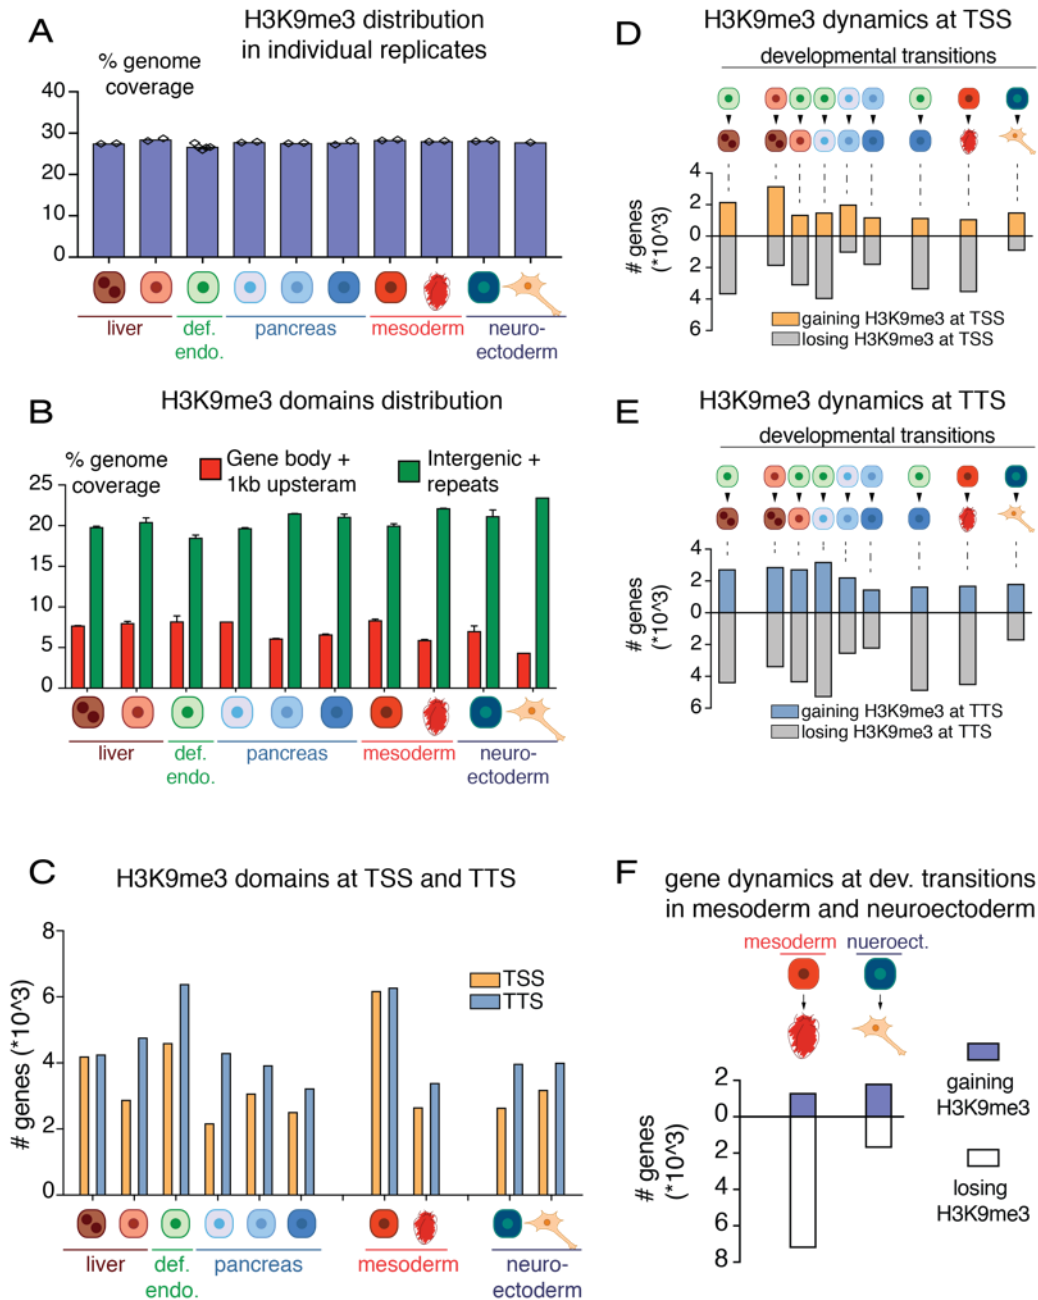 A
H3K9me3 distribution
in individual replicates
% genome
coverage
40
30
20
10
0
liver
def.
endo.
pancreas
mesoderm
neuro-
ectoderm
B
H3K9me3 domains distribution
% genome
coverage
Gene body +
1kb upsteram
Intergenic +
repeats
25
20
15
10
5
0
liver
def.
endo.
pancreas
mesoderm
neuro-
ectoderm
C
H3K9me3 domains at TSS and TTS
# genes (*10^3)
8
6
4
2
0
TSS
TTS
liver
def.
endo.
pancreas
mesoderm
neuro-
ectoderm
D
H3K9me3 dynamics at TSS
developmental transitions
# genes
(*10^3)
4
2
0
2
4
6
gaining H3K9me3 at TSS
losing H3K9me3 at TSS
E
H3K9me3 dynamics at TTS
developmental transitions
# genes
(*10^3)
4
2
0
2
4
6
gaining H3K9me3 at TTS
losing H3K9me3 at TTS
F
gene dynamics at dev. transitions
in mesoderm and neuroectoderm
mesoderm
nueroect.
# genes
(*10^3)
2
0
2
4
6
8
gaining
H3K9me3
losing
H3K9me3